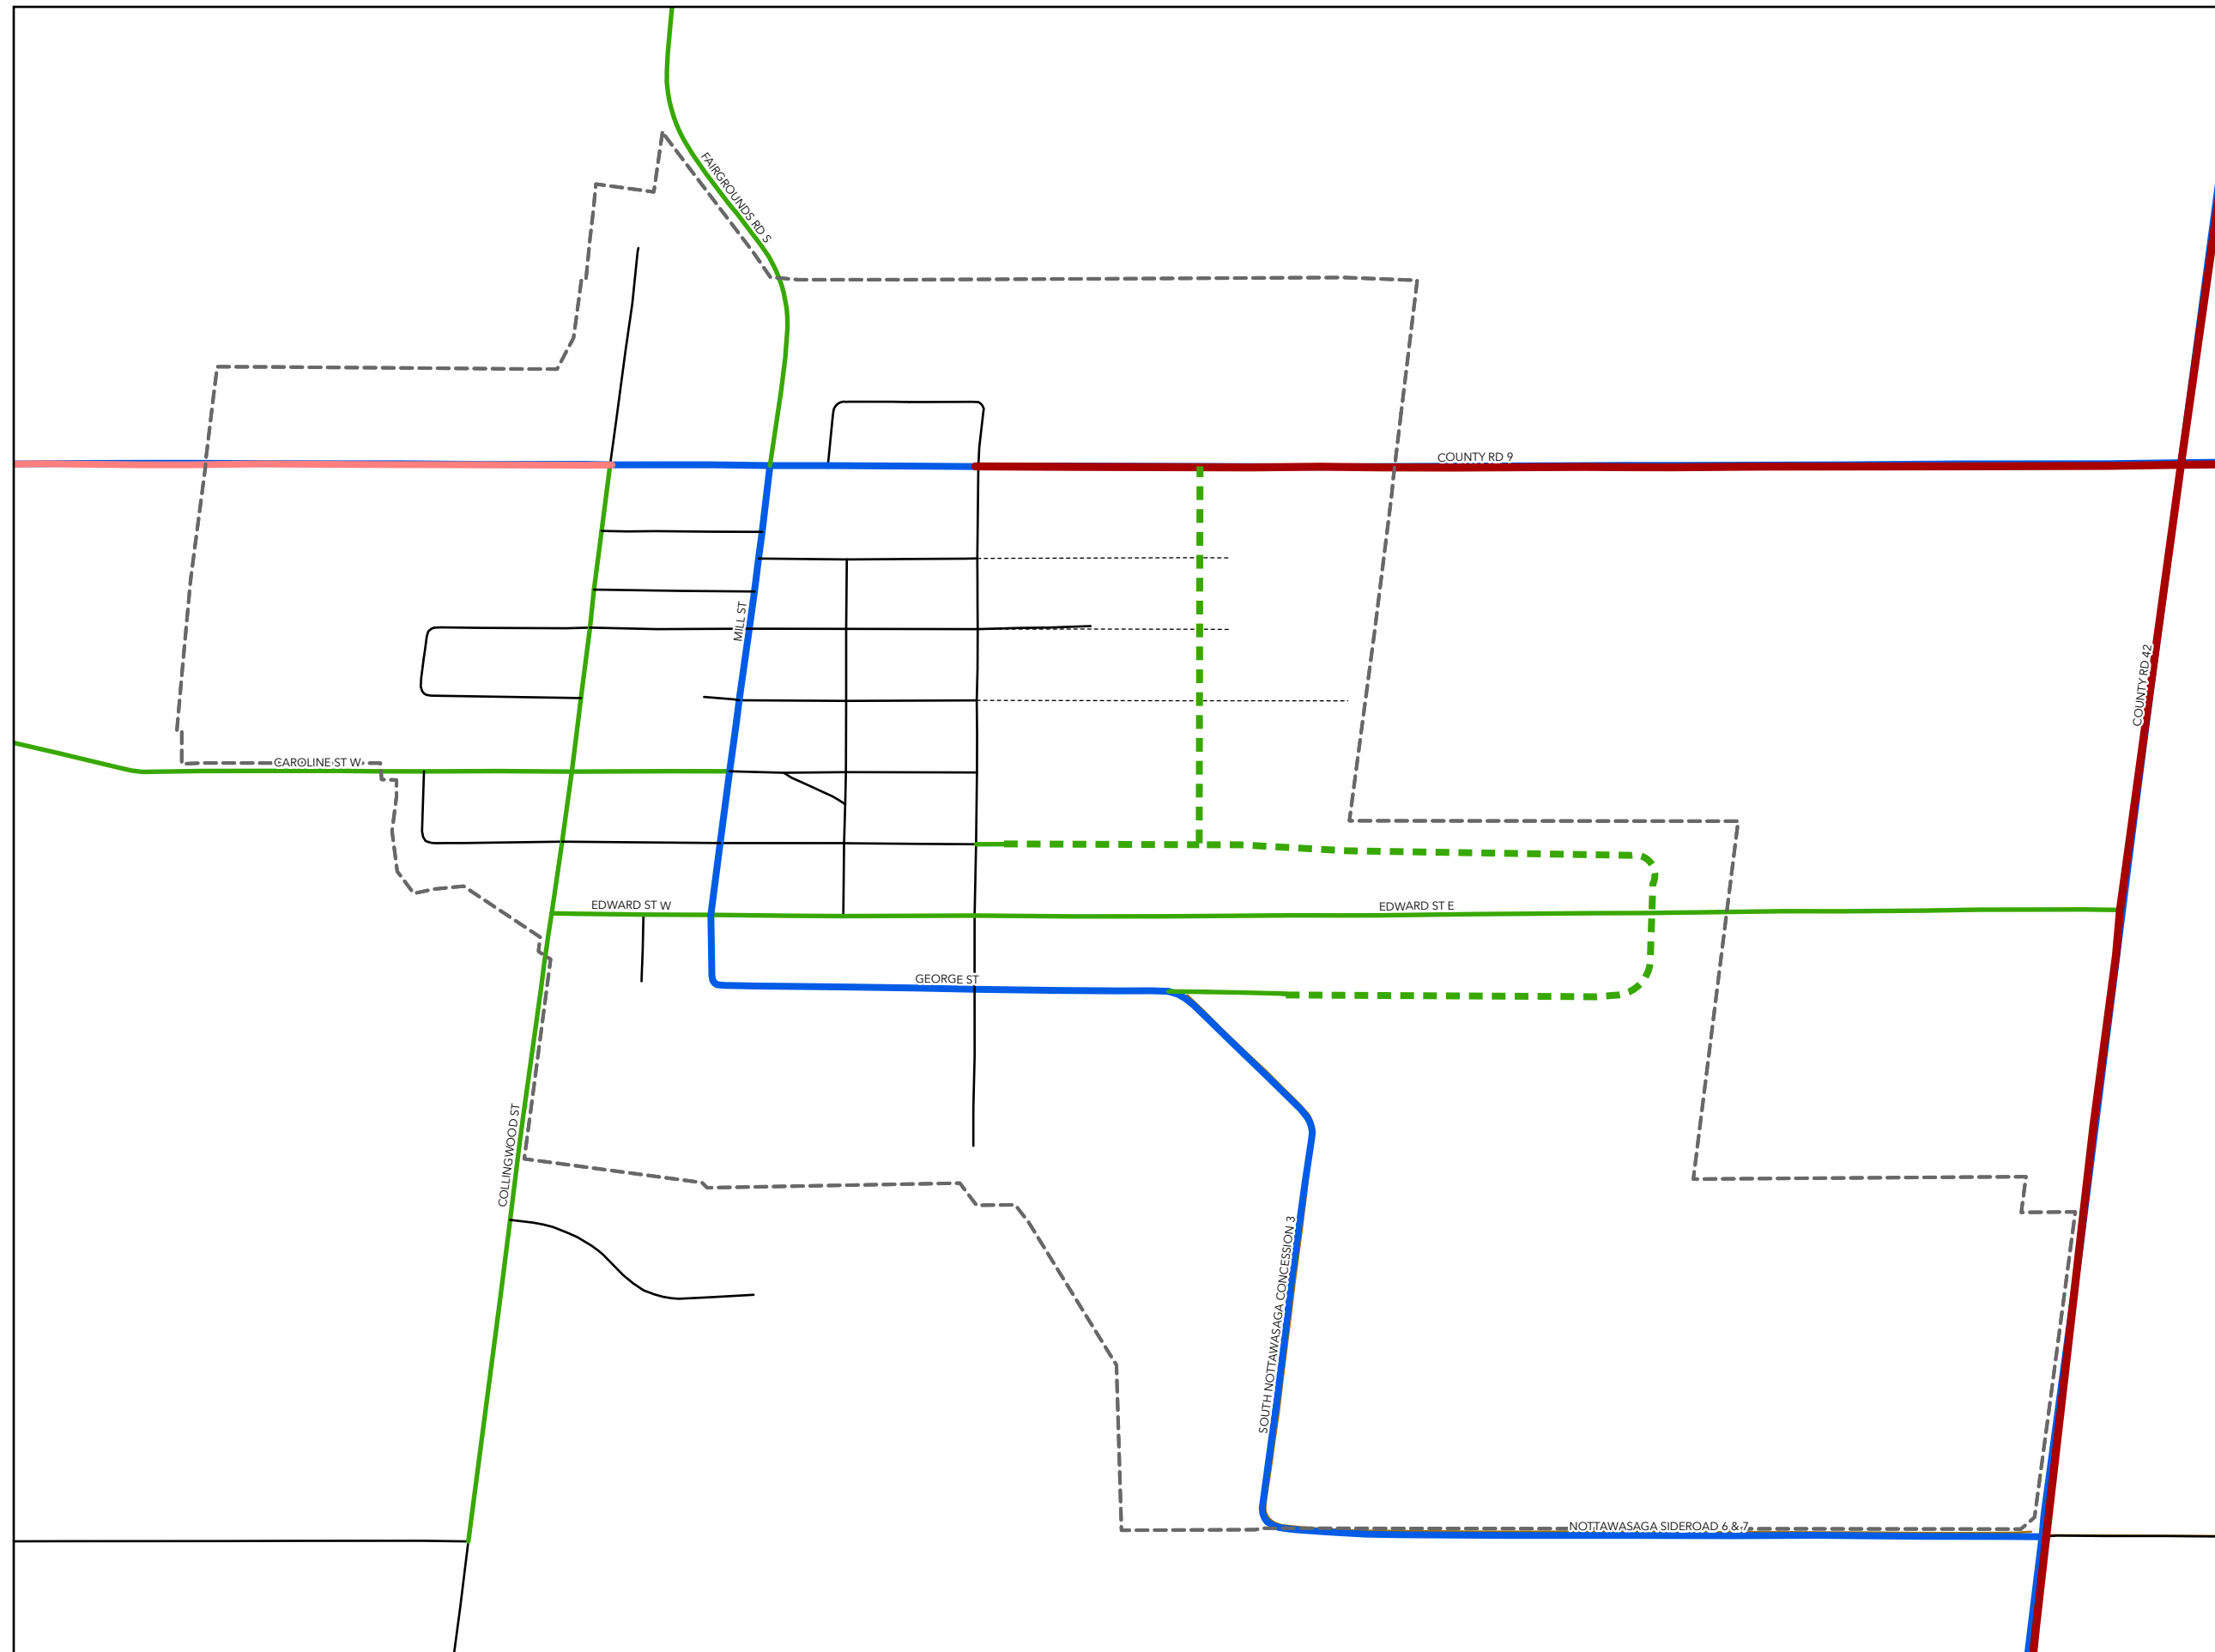 FAIRGROUNDS RD S
COUNTY RD 9
MILL ST
COUNTY RD 42
CAROLINE ST W
EDWARD ST W
EDWARD ST E
GEORGE ST
COLLINGWOOD ST
SOUTH NOTTAWASAGA CONCESSION 3
NOTTAWASAGA SIDEROAD 6 & 7